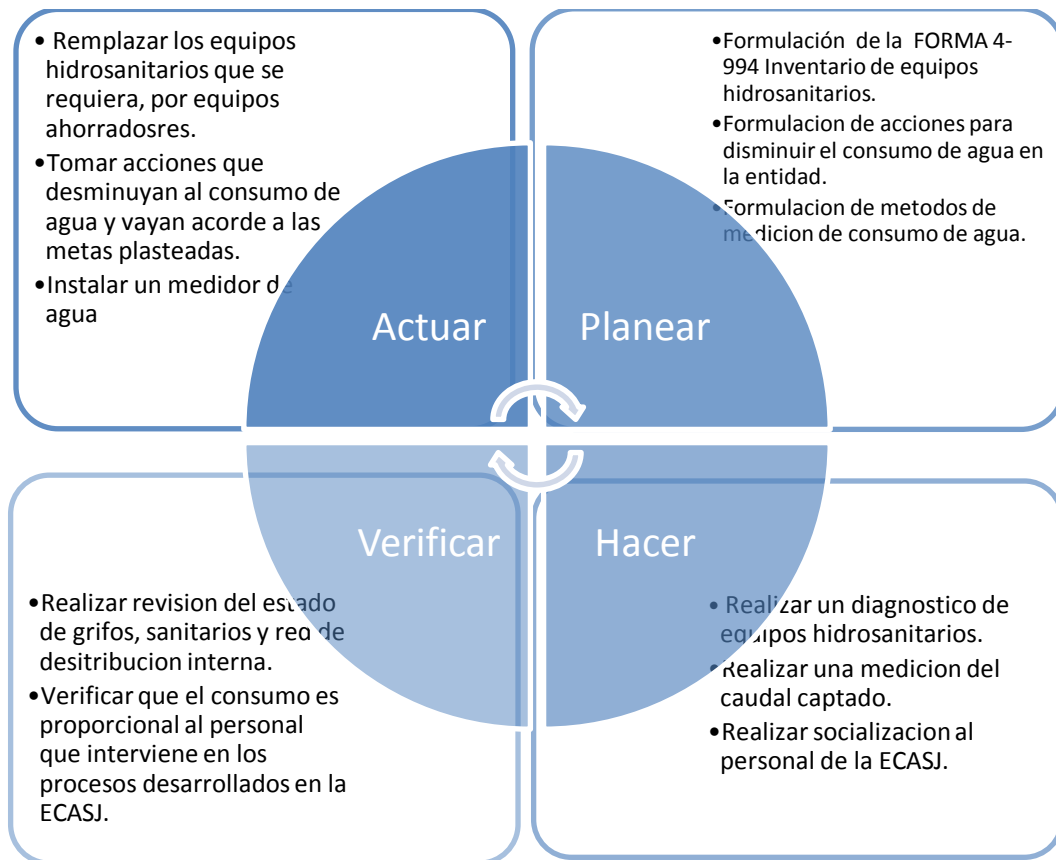 • Remplazar los equipos
hidrosanitarios que se
requiera, por equipos
ahorradosres.
•Tomar acciones que
desminuyan al consumo de
agua y vayan acorde a las
metas plasteadas.
•Instalar un medidor de
agua
•Formulación de la FORMA 4-
994 Inventario de equipos
hidrosanitarios.
•Formulacion de acciones para
disminuir el consumo de agua en
la entidad.
•Formulacion de metodos de
medicion de consumo de agua.
Actuar
Planear
Verificar
Hacer
•Realizar revision del estado
de grifos, sanitarios y red de
desitribucion interna.
•Verificar que el consumo es
proporcional al personal
que interviene en los
procesos desarrollados en la
ECASJ.
• Realizar un diagnostico de
equipos hidrosanitarios.
•Realizar una medicion del
caudal captado.
•Realizar socializacion al
personal de la ECASJ.